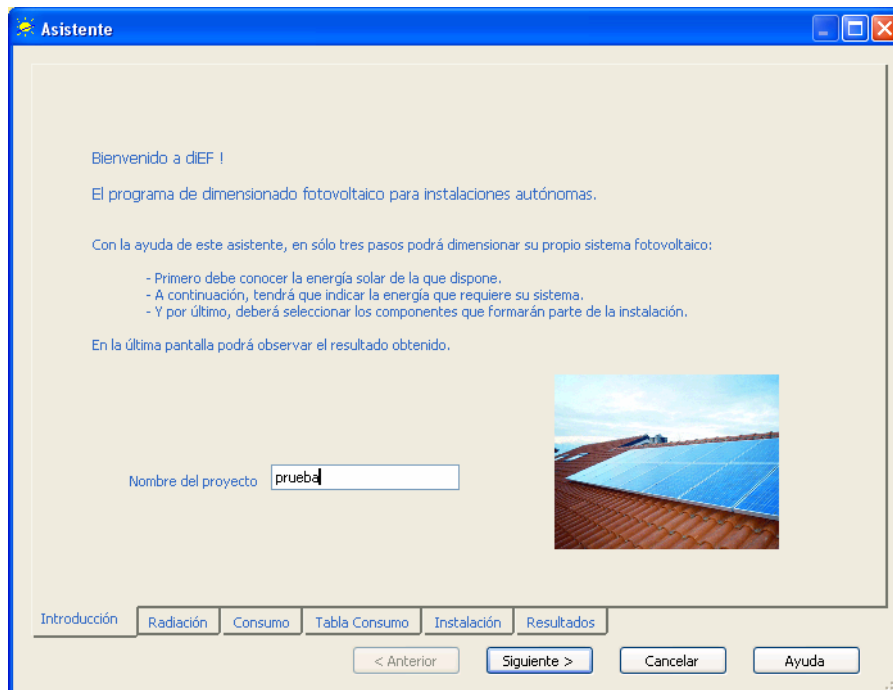 Asistente
Bienvenido a diEF !
El programa de dimensionado fotovoltaico para instalaciones autónomas.
Con la ayuda de este asistente, en sólo tres pasos podrá dimensionar su propio sistema fotovoltaico:
- Primero debe conocer la energía solar de la que dispone.
- A continuación, tendrá que indicar la energía que requiere su sistema.
- Y por último, deberá seleccionar los componentes que formarán parte de la instalación.
En la última pantalla podrá observar el resultado obtenido.
Nombre del proyecto prueba
Introducción Radiación Consumo Tabla Consumo Instalación Resultados
< Anterior Siguiente > Cancelar Ayuda